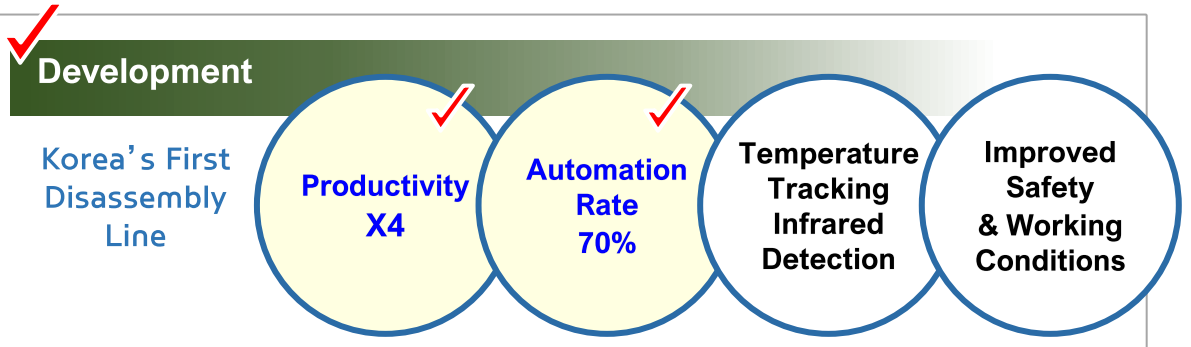 Development
Korea's First
Disassembly
Line
Productivity
X4
Automation
Rate
70%
Temperature
Tracking
Infrared
Detection
Improved
Safety
& Working
Conditions